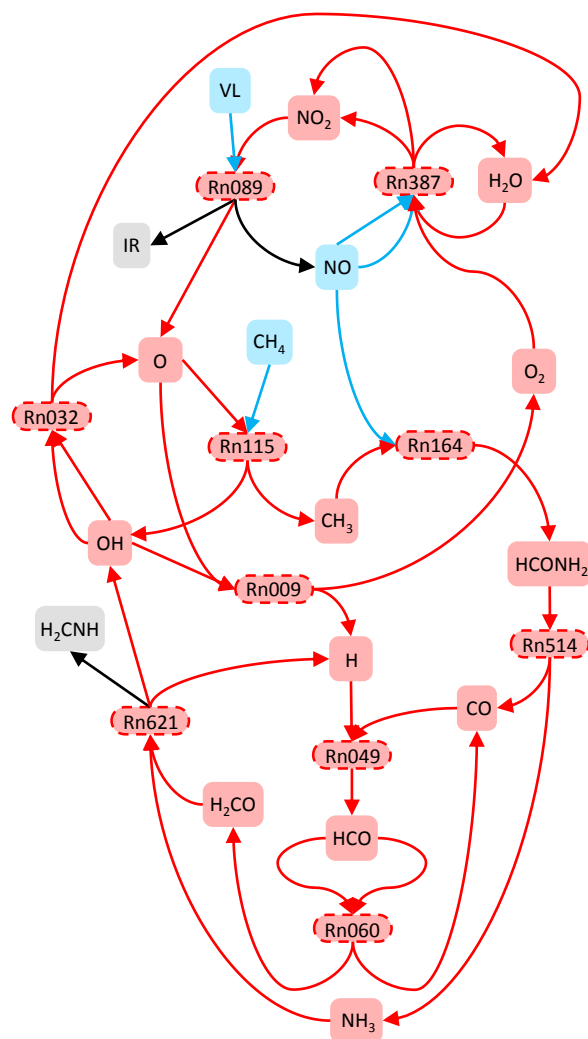 VL
NO₂
Rn089
Rn387
H₂O
IR
NO
CH₄
O
O₂
Rn032
Rn115
Rn164
CH₃
OH
HCONH₂
Rn009
H₂CNH
Rn514
H
CO
Rn621
Rn049
H₂CO
HCO
Rn060
NH₃